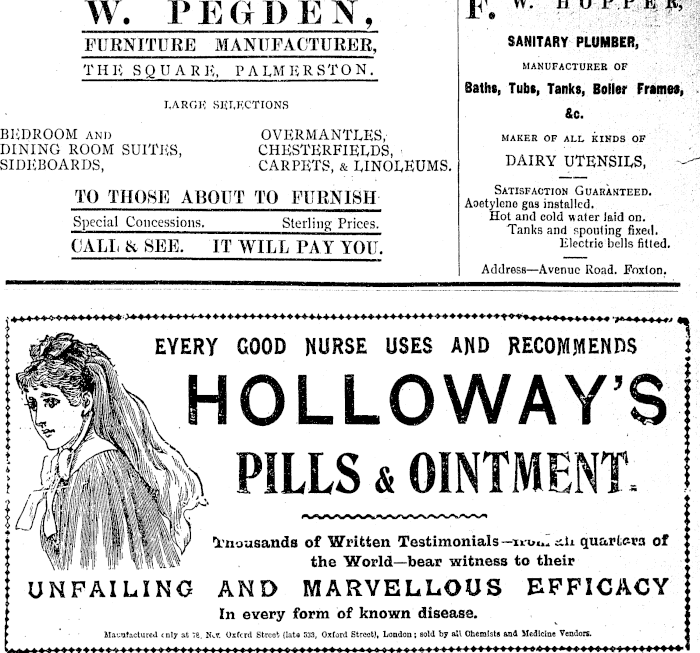 W. PEGDEN,
FURNITURE MANUFACTURER,
THE SQUARE, PALMERSTON.
LARGE SELECTIONS
BEDROOM AND
DINING ROOM SUITES,
SIDEBOARDS,
OVERMANTLES,
CHESTERFIELDS,
CARPETS, & LINOLEUMS.
TO THOSE ABOUT TO FURNISH
Special Concessions. Sterling Prices.
CALL & SEE. IT WILL PAY YOU.
F. W. HOPPER,
SANITARY PLUMBER,
MANUFACTURER OF
Baths, Tubs, Tanks, Boiler Frames,
&c.
MAKER OF ALL KINDS OF
DAIRY UTENSILS,
SATISFACTION GUARANTEED.
Acetylene gas installed.
Hot and cold water laid on.
Tanks and spouting fixed.
Electric bells fitted.
Address—Avenue Road. Foxton.
EVERY GOOD NURSE USES AND RECOMMENDS
HOLLOWAY'S
PILLS & OINTMENT.
Thousands of Written Testimonials—from all quarters of
the World—bear witness to their
UNFAILING AND MARVELLOUS EFFICACY
In every form of known disease.
Manufactured only at 78, New Oxford Street (late 533, Oxford Street), London; sold by all Chemists and Medicine Vendors.